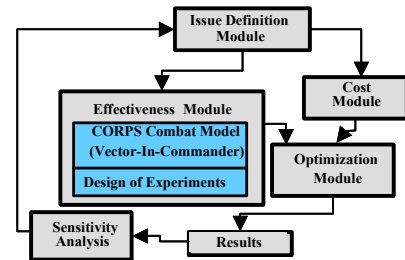 Issue Definition
Module
Effectiveness Module
CORPS Combat Model
(Vector-In-Commander)
Design of Experiments
Cost
Module
Optimization
Module
Sensitivity
Analysis
Results